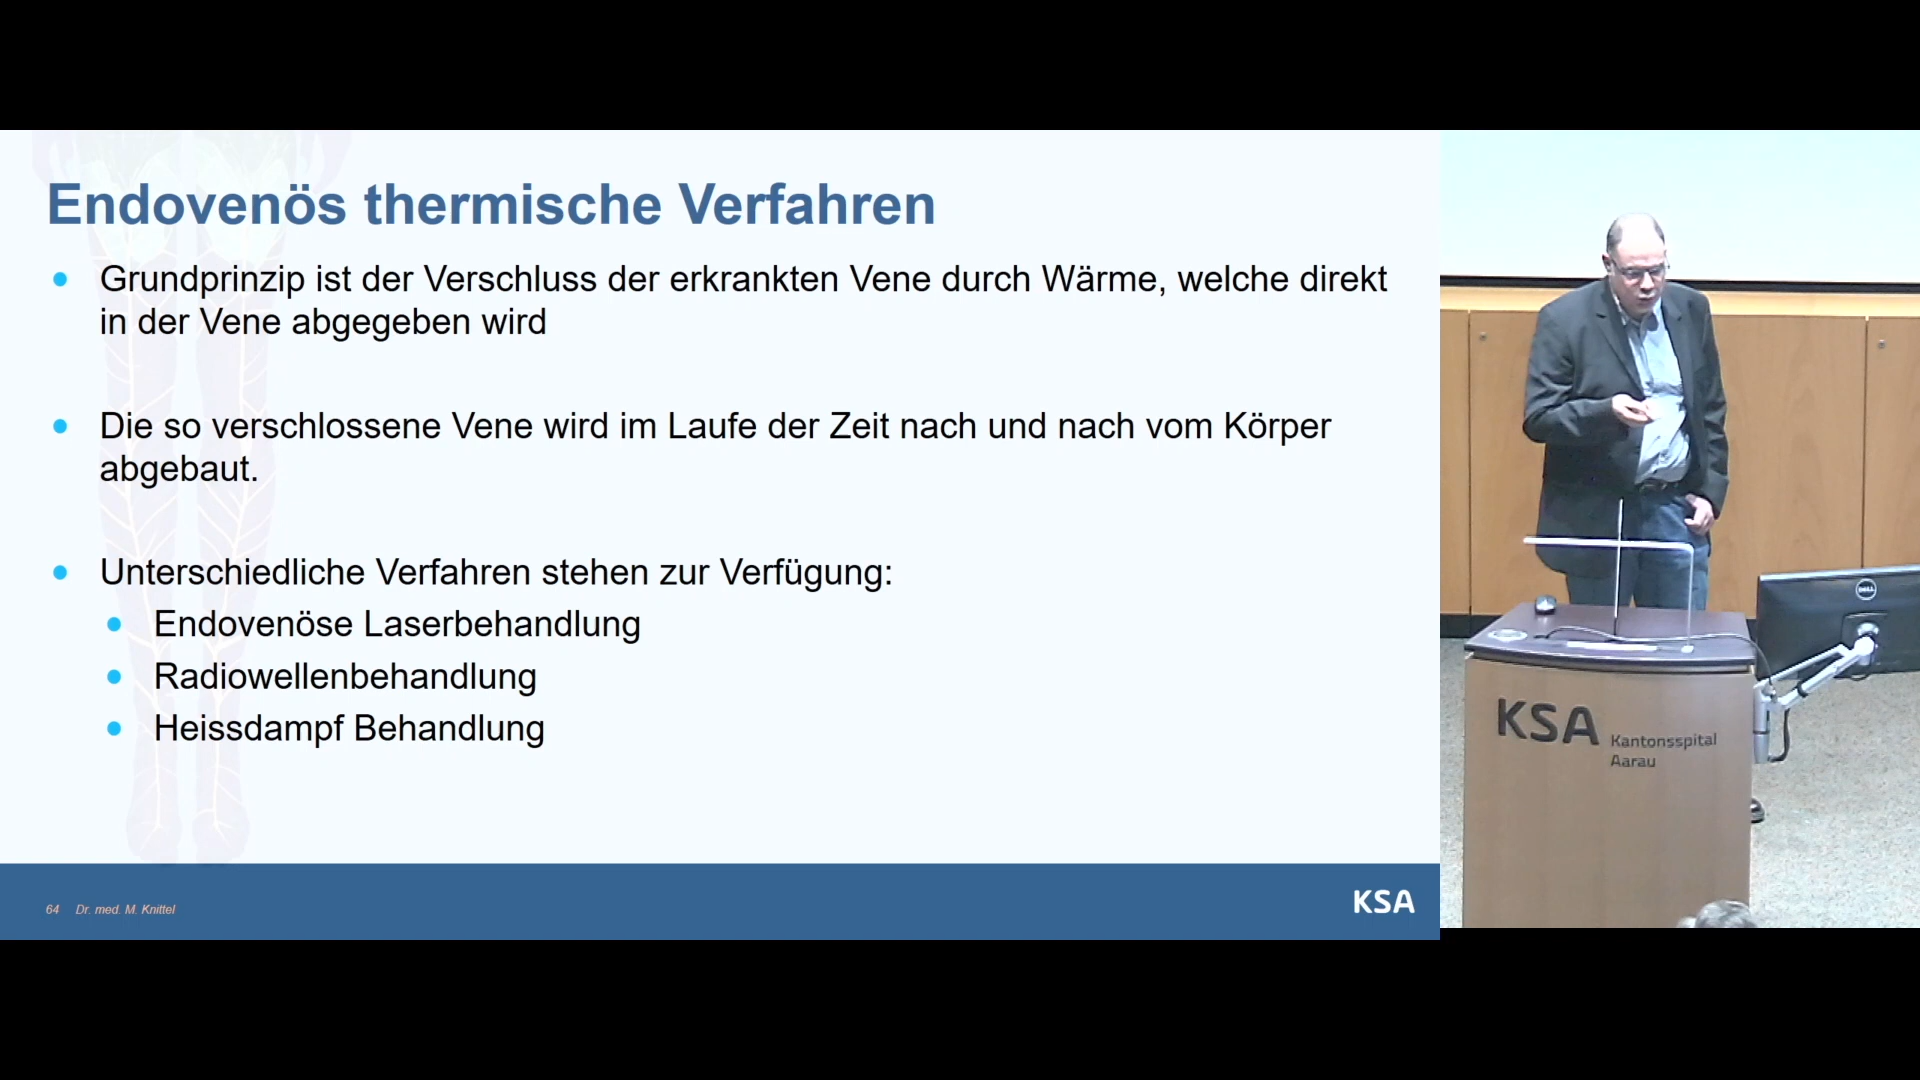 Endovenös thermische Verfahren
Grundprinzip ist der Verschluss der erkrankten Vene durch Wärme, welche direkt
in der Vene abgegeben wird
Die so verschlossene Vene wird im Laufe der Zeit nach und nach vom Körper
abgebaut.
Unterschiedliche Verfahren stehen zur Verfügung:
Endovenöse Laserbehandlung
Radiowellenbehandlung
Heissdampf Behandlung
64 Dr. med. M. Knittel
KSA
DELL
KSA Kantonsspital
Aarau